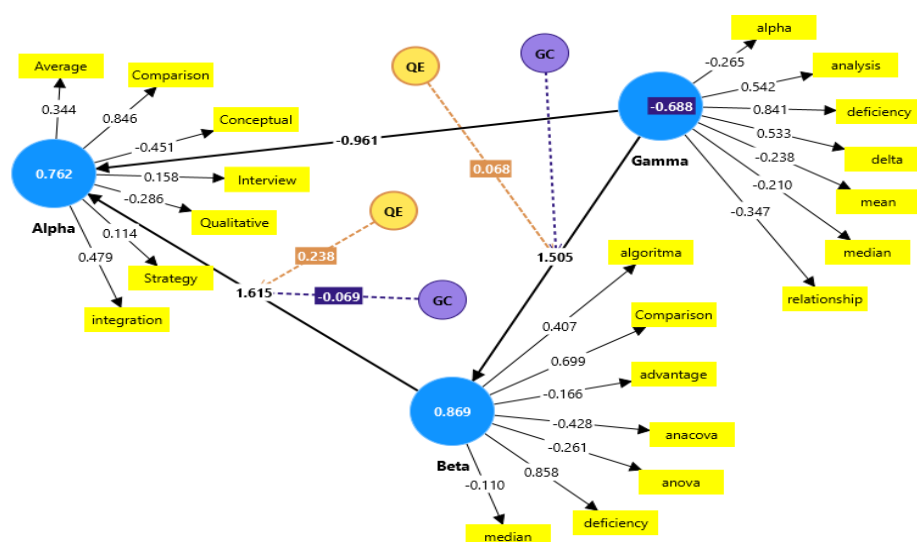 Average
0.344
Comparison
0.846
Conceptual
-0.451
0.158
Interview
-0.286
Qualitative
0.114
Strategy
0.479
integration
0.762
Alpha
-0.961
QE
GC
0.068
1.505
QE
0.238
1.615
-0.069
GC
-0.688
Gamma
alpha
-0.265
analysis
0.542
0.841
deficiency
0.533
delta
-0.238
mean
-0.210
median
-0.347
relationship
algoritma
0.407
Comparison
0.699
advantage
-0.166
-0.428
anacova
-0.261
anova
0.858
deficiency
-0.110
median
0.869
Beta